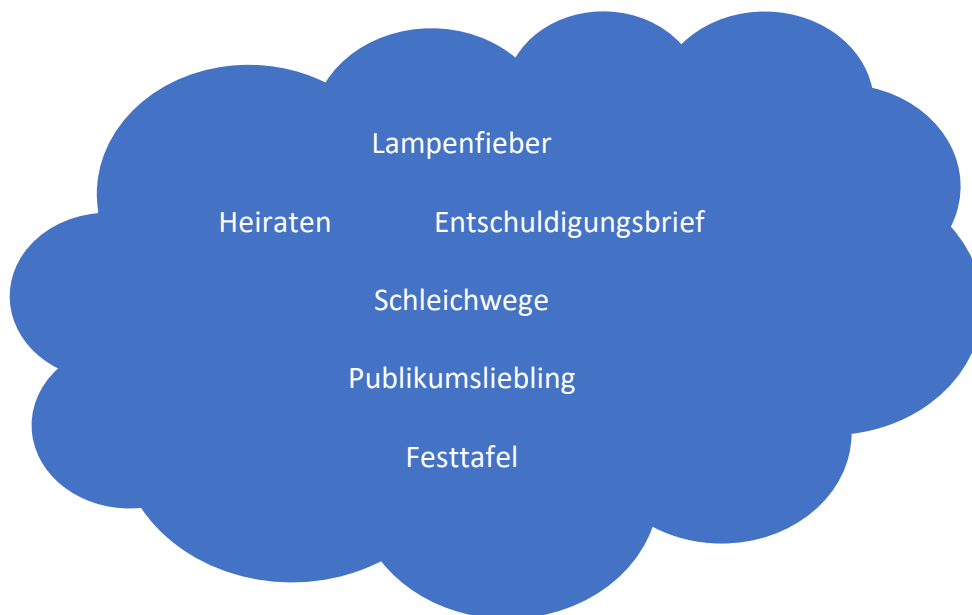 Lampenfieber
Heiraten Entschuldigungsbrief
Schleichwege
Publikumsliebling
Festtafel